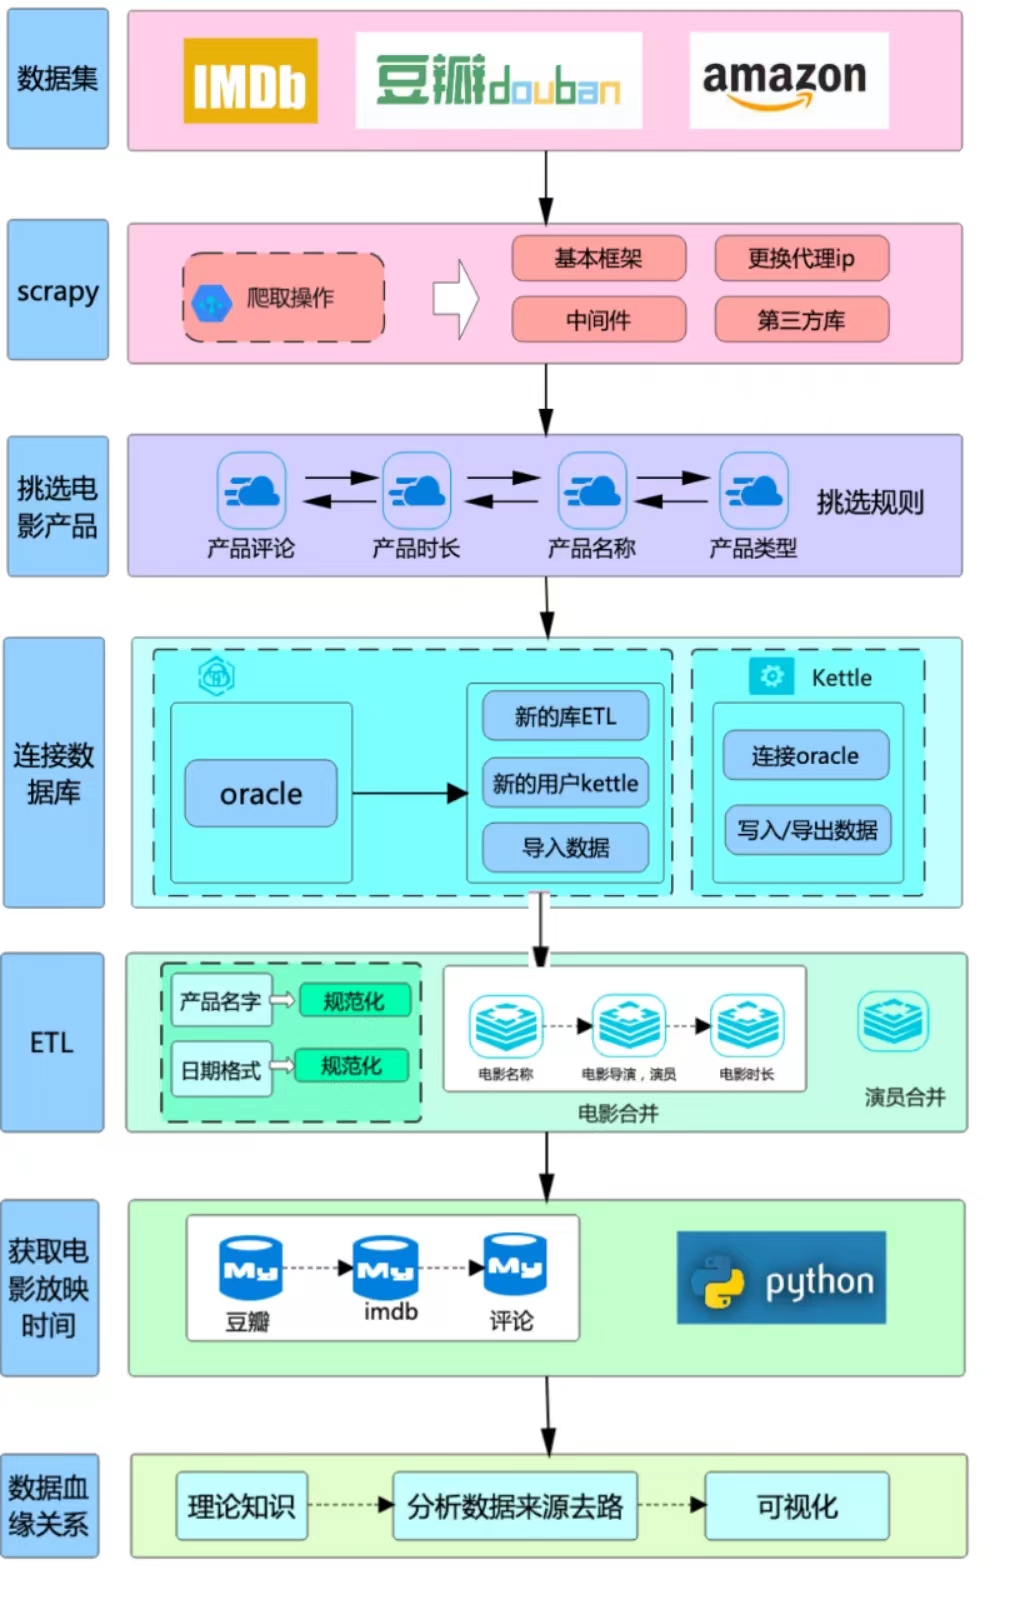 数据集
IMDb
豆瓣douban
amazon
scrapy
爬取操作
基本框架
更换代理ip
中间件
第三方库
挑选电
影产品
产品评论
产品时长
产品名称
产品类型
挑选规则
连接数
据库
oracle
新的库ETL
新的用户kettle
导入数据
Kettle
连接oracle
写入/导出数据
ETL
产品名字
规范化
日期格式
规范化
电影名称
电影导演，演员
电影时长
电影合并
演员合并
获取电
影放映
时间
My
豆瓣
My
imdb
My
评论
python
数据血
缘关系
理论知识
分析数据来源去路
可视化